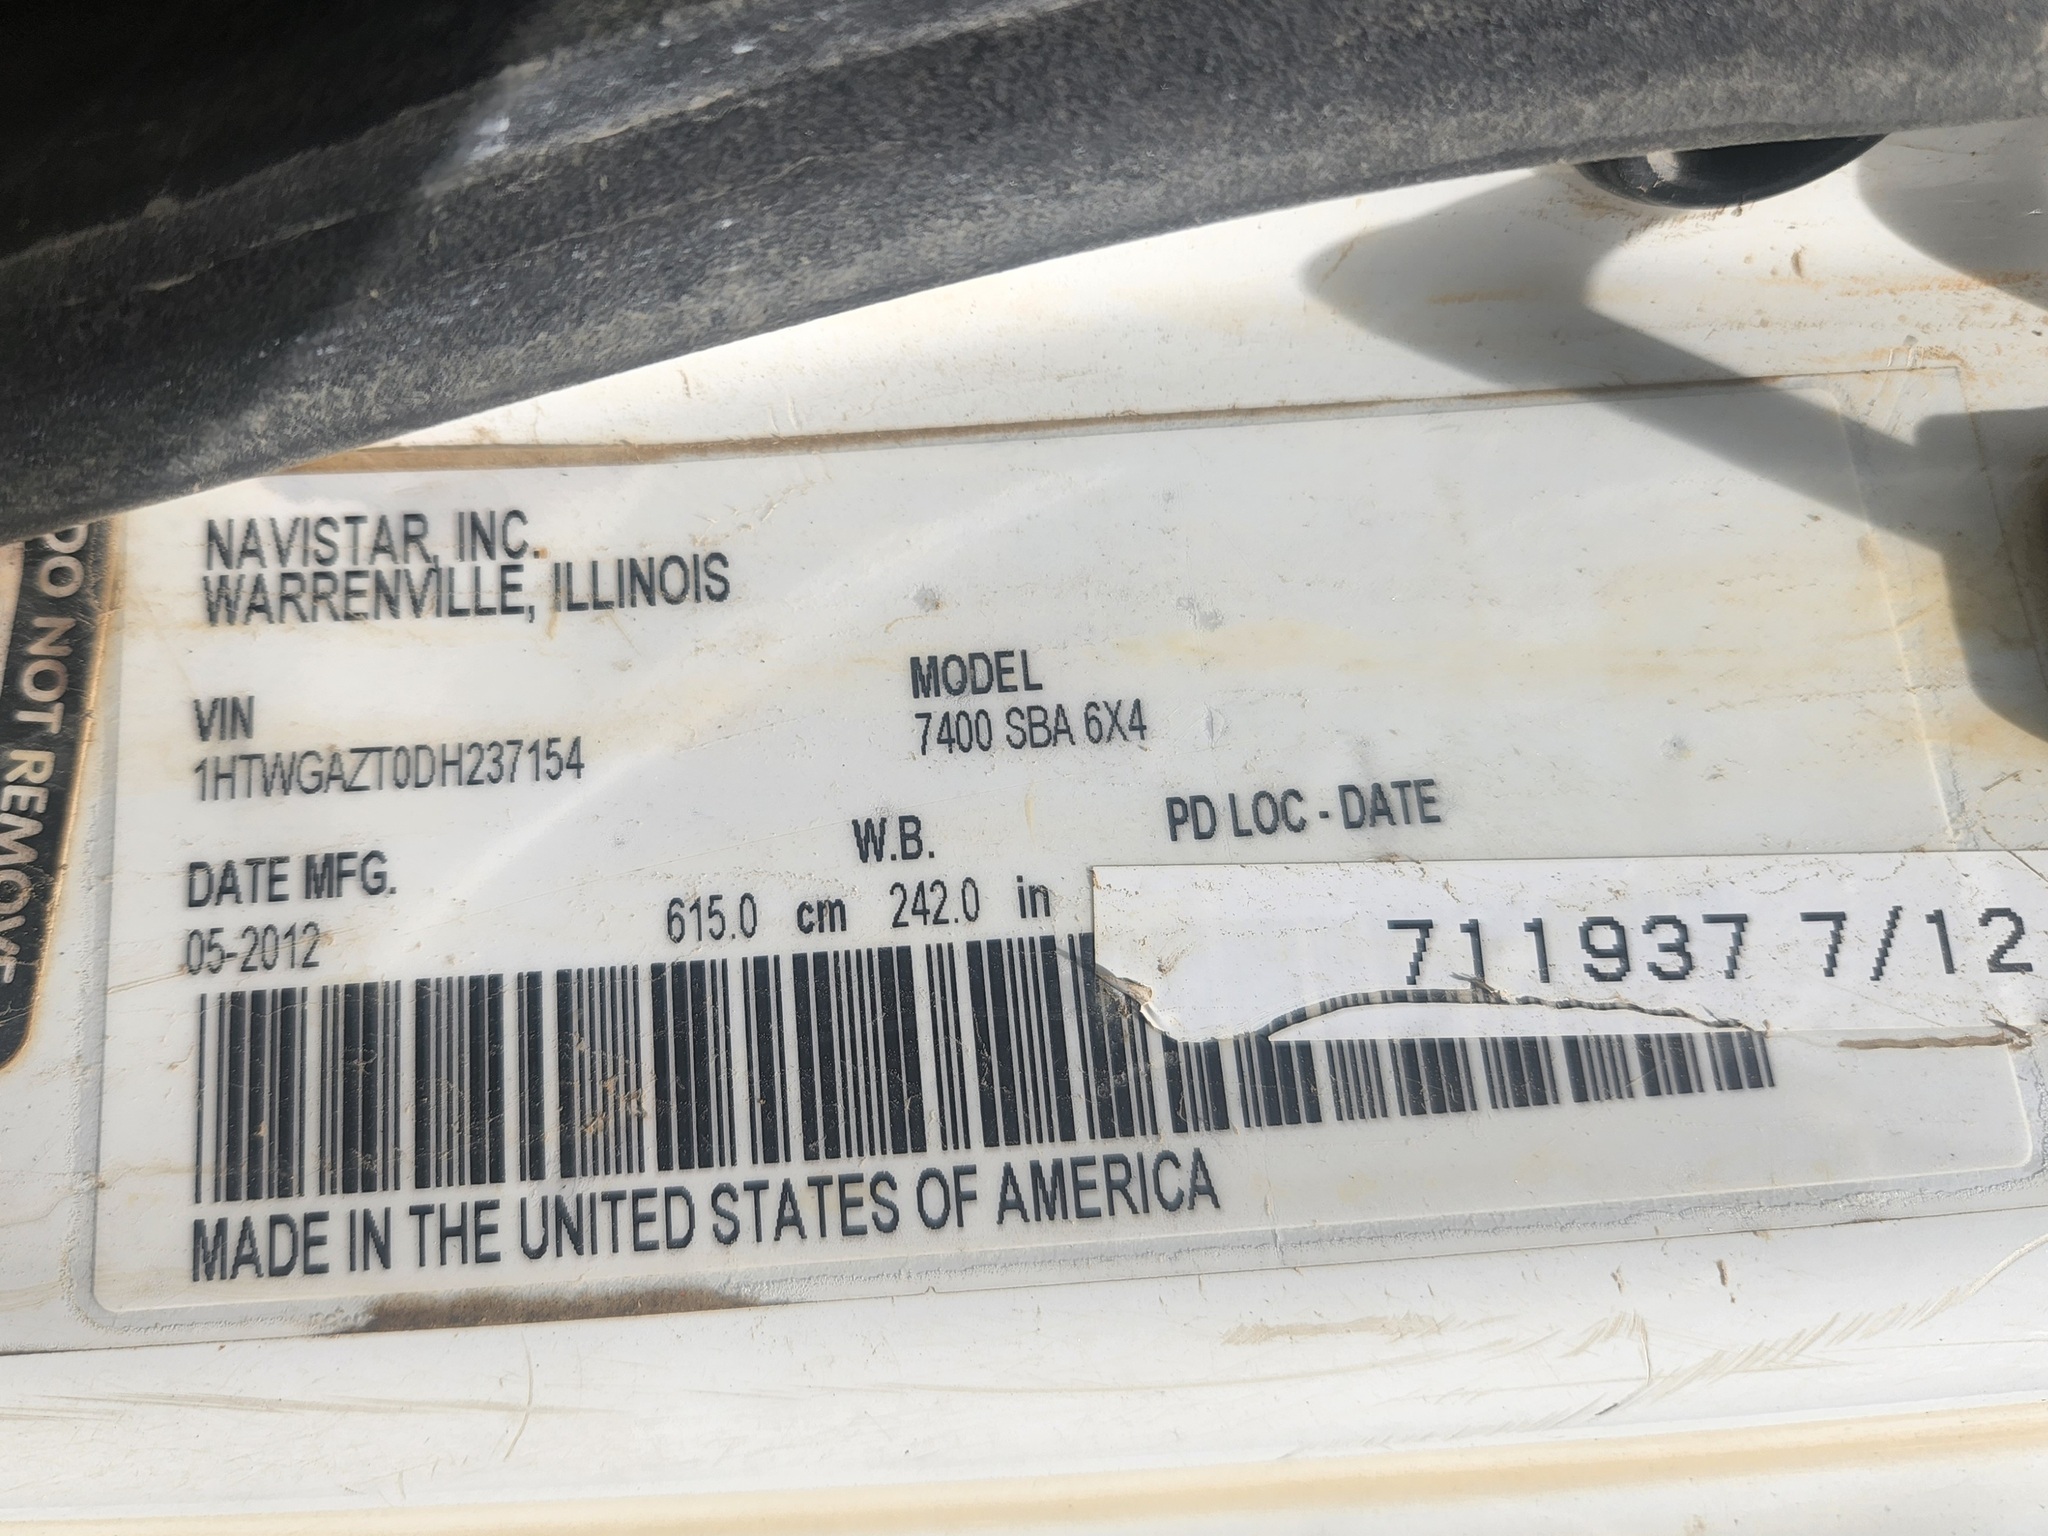 NAVISTAR, INC.
WARRENVILLE, ILLINOIS
VIN
1HTWGAZT0DH237154
MODEL
7400 SBA 6X4
DATE MFG.
05-2012
W.B.
615.0 cm 242.0 in
PD LOC - DATE
711937 7/12
MADE IN THE UNITED STATES OF AMERICA
DO NOT REMOVE